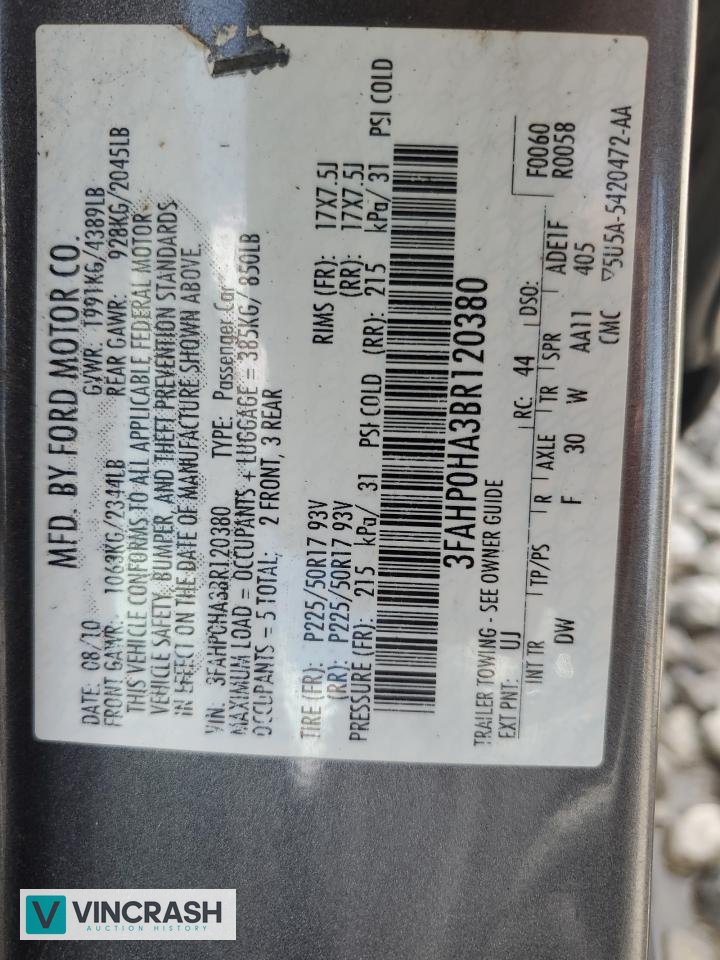 MFD. BY FORD MOTOR CO.
DATE: 08/10 GVWR: 1991KG/4389LB
FRONT GAWR: 1063KG/2344LB REAR GAWR: 928KG/2045LB
THIS VEHICLE CONFORMS TO ALL APPLICABLE FEDERAL MOTOR
VEHICLE SAFETY, BUMPER, AND THEFT PREVENTION STANDARDS
IN EFFECT ON THE DATE OF MANUFACTURE SHOWN ABOVE
VIN: 3FAHP0HA3BR120380 TYPE: Passenger Car
MAXIMUM LOAD = OCCUPANTS + LUGGAGE = 385KG/ 850LB
OCCUPANTS = 5 TOTAL; 2 FRONT, 3 REAR
TIRE (FR): P225/50R17 93V RIMS (FR): 17X7.5J
(RR): P225/50R17 93V (RR): 17X7.5J
PRESSURE (FR): 215 kPa/ 31 PSI COLD (RR): 215 kPa/ 31 PSI COLD
3FAHP0HA3BR120380
TRAILER TOWING - SEE OWNER GUIDE
EXT PNT: UJ RC: 44 DSO: F0060
R0058
INT TR TP/PS R AXLE TR SPR ADE1F
DW F 30 W AA11 405
CMC ▽5U5A-5420472-AA
V VINCRASH
AUCTION HISTORY